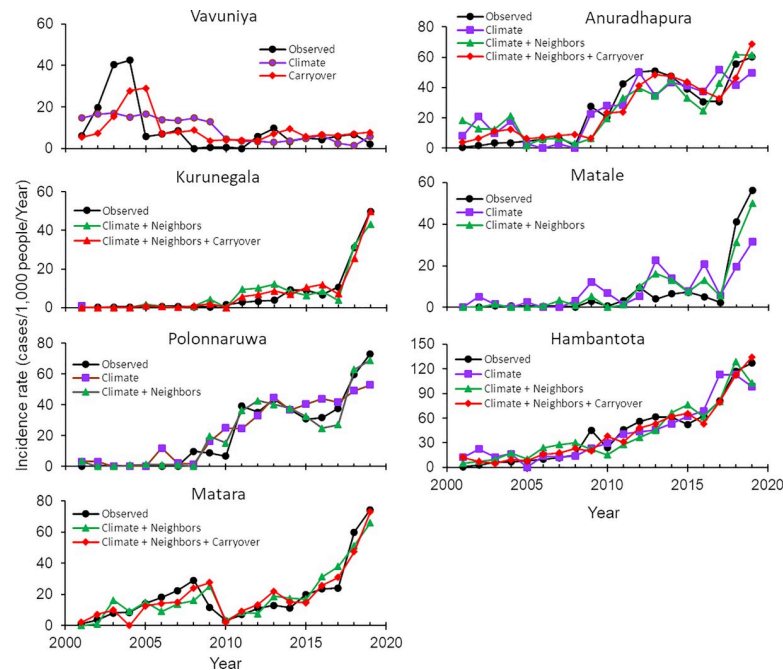 Vavuniya
60
40
20
0
Observed
Climate
Carryover
Anuradhapura
80
60
40
20
0
Observed
Climate
Climate + Neighbors
Climate + Neighbors + Carryover
Kurunegala
60
40
20
0
Observed
Climate + Neighbors
Climate + Neighbors + Carryover
Matale
60
40
20
0
Observed
Climate
Climate + Neighbors
Incidence rate (cases/1,000 people/Year)
Polonnaruwa
80
60
40
20
0
Observed
Climate
Climate + Neighbors
Hambantota
150
120
90
60
30
0
Observed
Climate
Climate + Neighbors
Climate + Neighbors + Carryover
2000 2005 2010 2015 2020
Year
Matara
80
60
40
20
0
Observed
Climate + Neighbors
Climate + Neighbors + Carryover
2000 2005 2010 2015 2020
Year